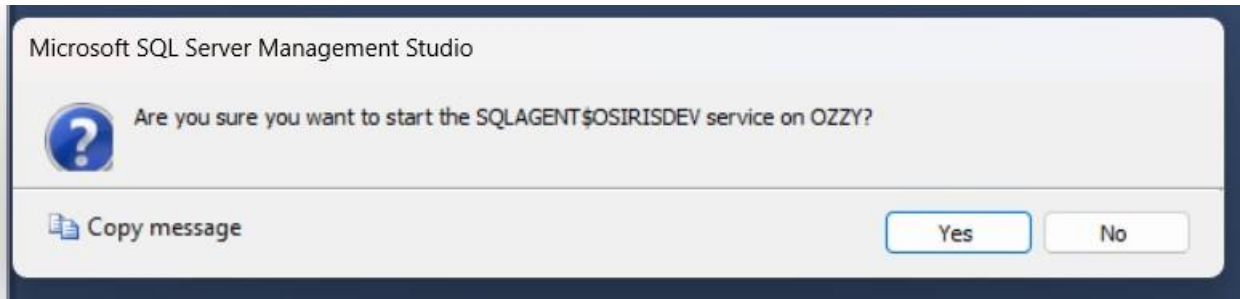 Microsoft SQL Server Management Studio
Are you sure you want to start the SQLAGENT$OSIRISDEV service on OZZY?
Copy message
Yes
No